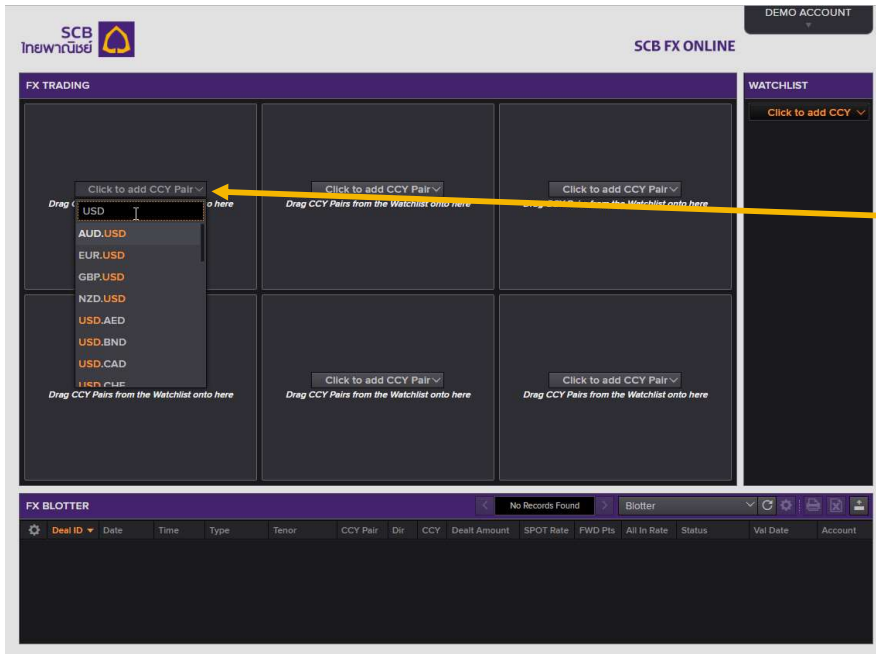 DEMO ACCOUNT
SCB
ไทยพาณิชย์
SCB FX ONLINE
FX TRADING
WATCHLIST
Click to add CCY
Click to add CCY Pair
Click to add CCY Pair
Click to add CCY Pair
Drag
o here
Drag CCY Pairs from the Watchlist onto here
Drag CCY Pairs from the Watchlist onto here
USD
AUD.USD
EUR.USD
GBP.USD
NZD.USD
USD.AED
USD.BND
USD.CAD
USD.CHF
Click to add CCY Pair
Click to add CCY Pair
Drag CCY Pairs from the Watchlist onto here
Drag CCY Pairs from the Watchlist onto here
Drag CCY Pairs from the Watchlist onto here
FX BLOTTER
No Records Found
Blotter
Deal ID Date Time Type Tenor CCY Pair Dir CCY Dealt Amount SPOT Rate FWD Pts All In Rate Status Val Date Account